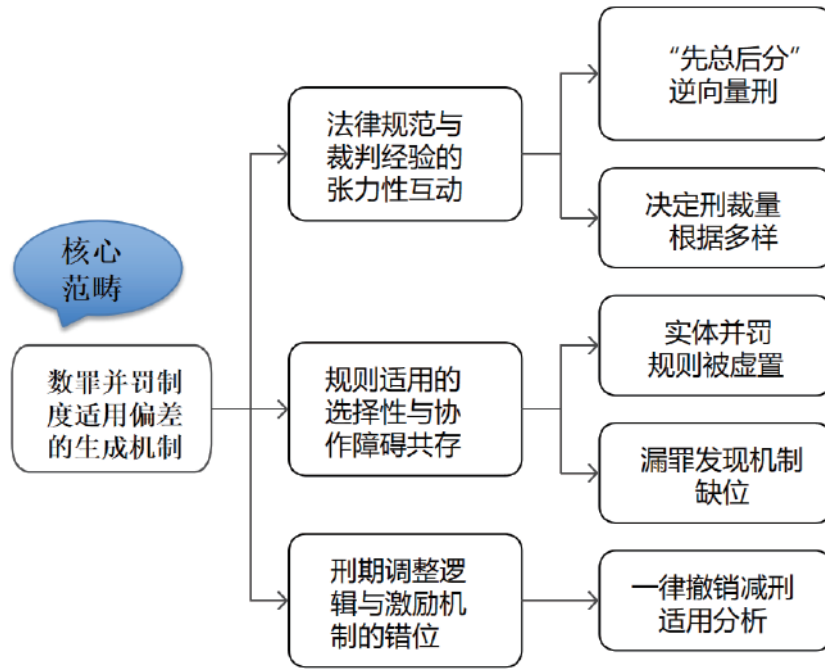 核心
范畴
数罪并罚制
度适用偏差
的生成机制
法律规范与
裁判经验的
张力性互动
“先总后分”
逆向量刑
决定刑裁量
根据多样
规则适用的
选择性与协
作障碍共存
实体并罚
规则被虚置
漏罪发现机制
缺位
刑期调整逻
辑与激励机
制的错位
一律撤销减刑
适用分析